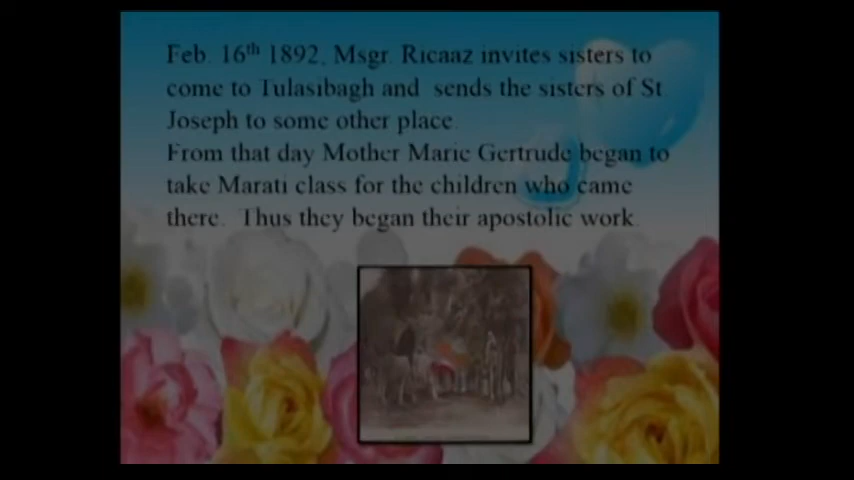 Feb. 16th 1892, Msgr. Ricaaz invites sisters to
come to Tulasibagh and sends the sisters of St
Joseph to some other place.
From that day Mother Marie Gertrude began to
take Marati class for the children who came
there. Thus they began their apostolic work.